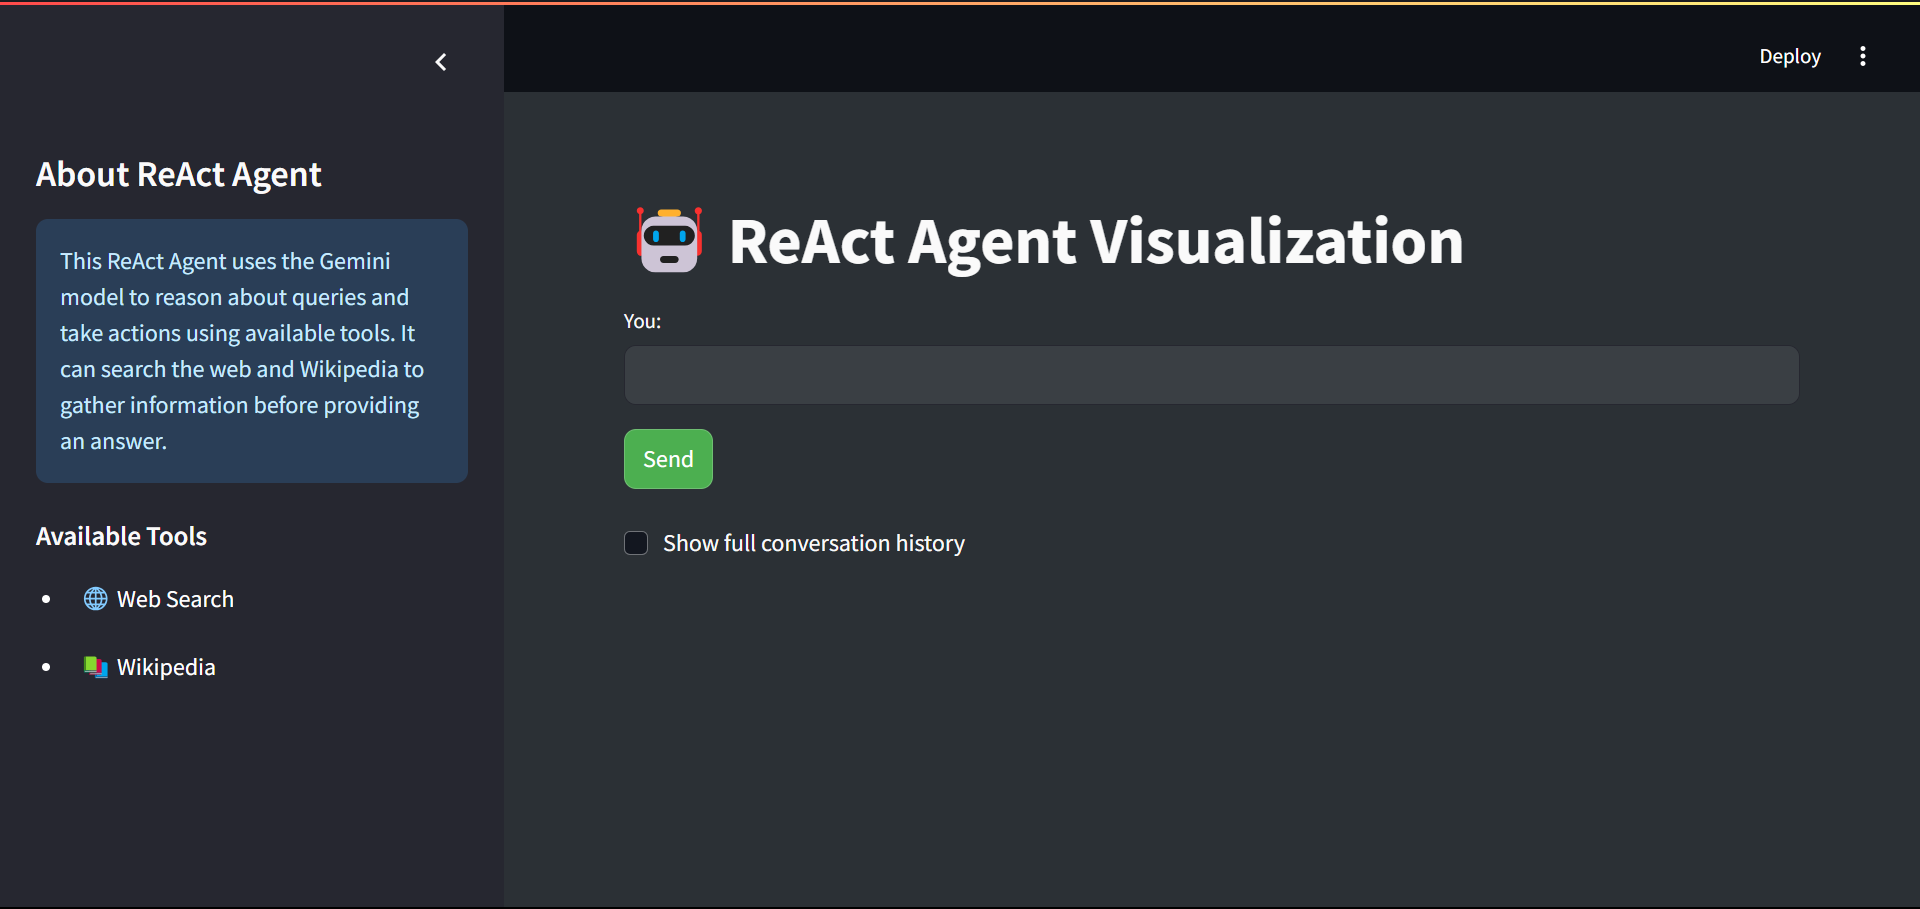 Deploy
About ReAct Agent
This ReAct Agent uses the Gemini
model to reason about queries and
take actions using available tools. It
can search the web and Wikipedia to
gather information before providing
an answer.
Available Tools
Web Search
Wikipedia
ReAct Agent Visualization
You:
Send
Show full conversation history